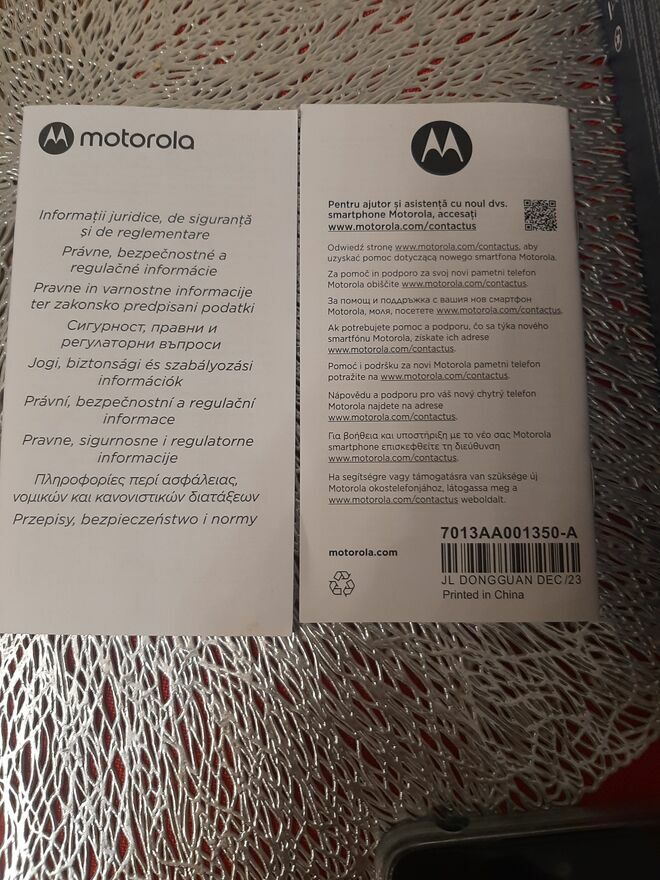 motorola
Informații juridice, de siguranță
și de reglementare
Právne, bezpečnostné a
regulačné informácie
Pravne in varnostne informacije
ter zakonsko predpisani podatki
Сигурност, правни и
регулаторни въпроси
Jogi, biztonsági és szabályozási
információk
Právní, bezpečnostní a regulační
informace
Pravne, sigurnosne i regulatorne
informacije
Πληροφορίες περί ασφάλειας,
νομικών και κανονιστικών διατάξεων
Przepisy, bezpieczeństwo i normy
Pentru ajutor și asistență cu noul dvs.
smartphone Motorola, accesați
www.motorola.com/contactus
Odwiedź stronę www.motorola.com/contactus, aby
uzyskać pomoc dotyczącą nowego smartfona Motorola.
Za pomoč in podporo za svoj novi pametni telefon
Motorola obiščite www.motorola.com/contactus.
За помощ и поддръжка с вашия нов смартфон
Motorola, моля, посетете www.motorola.com/contactus.
Ak potrebujete pomoc a podporu, čo sa týka nového
smartfónu Motorola, získate ich adrese
www.motorola.com/contactus.
Pomoć i podršku za novi Motorola pametni telefon
potražite na www.motorola.com/contactus.
Nápovědu a podporu pro váš nový chytrý telefon
Motorola najdete na adrese
www.motorola.com/contactus.
Για βοήθεια και υποστήριξη με το νέο σας Motorola
smartphone επισκεφθείτε τη διεύθυνση
www.motorola.com/contactus.
Ha segítségre vagy támogatásra van szüksége új
Motorola okostelefonjához, látogassa meg a
www.motorola.com/contactus weboldalt.
motorola.com
7013AA001350-A
JL DONGGUAN DEC/23
Printed in China